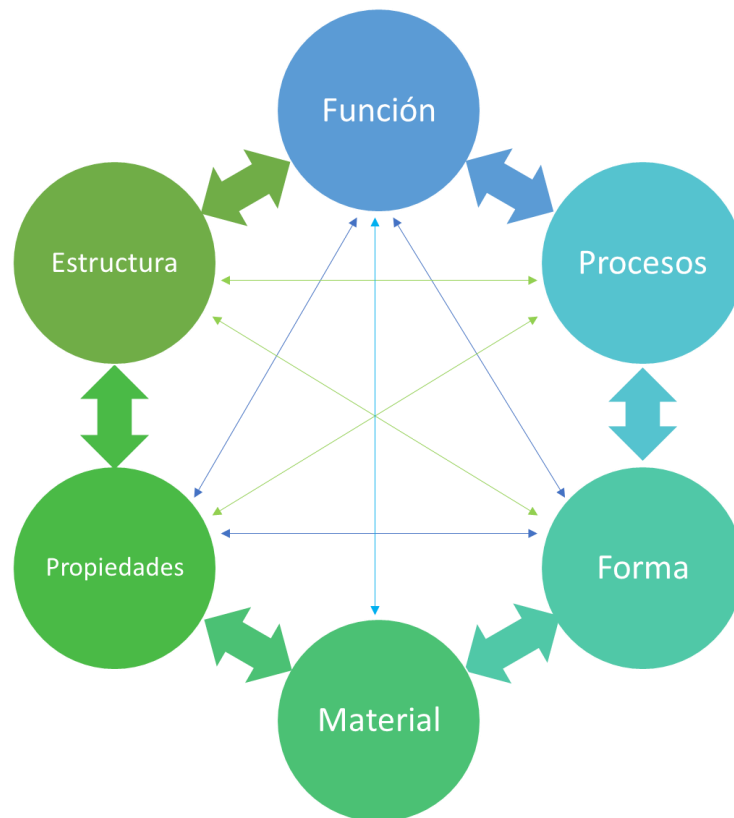 Función
Estructura
Procesos
Propiedades
Forma
Material